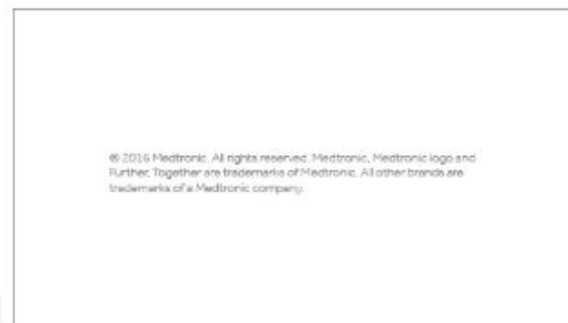 © 2016 Medtronic. All rights reserved. Medtronic, Medtronic logo and
Further, Together are trademarks of Medtronic. All other brands are
trademarks of a Medtronic company.